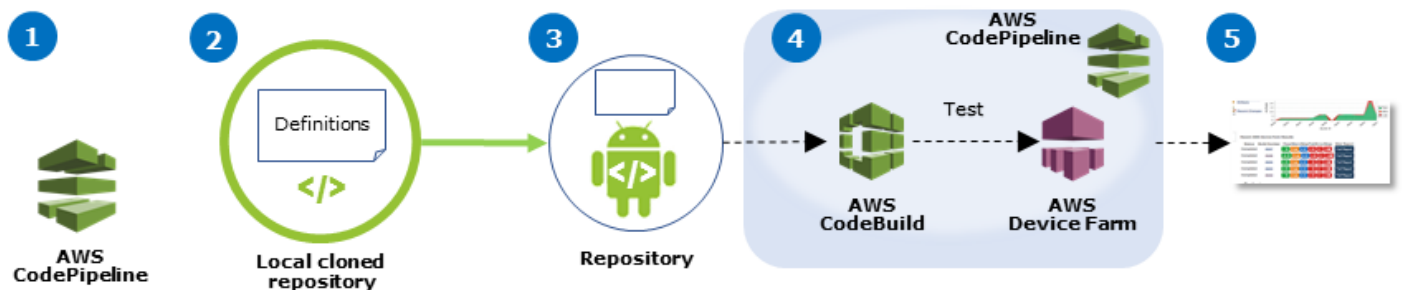 1
AWS
CodePipeline
2
Definitions
</>
Local cloned
repository
3
</>
Repository
4
AWS
CodePipeline
AWS
CodeBuild
Test
AWS
Device Farm
5